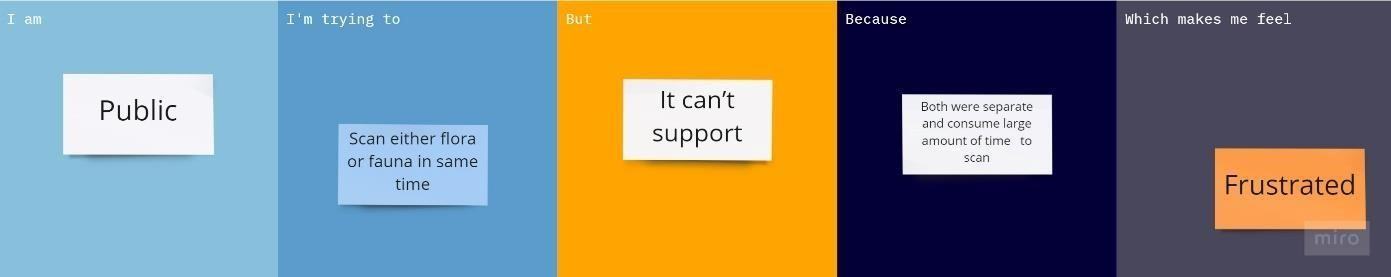 I am
Public
I'm trying to
Scan either flora
or fauna in same
time
But
It can’t
support
Because
Both were separate
and consume large
amount of time to
scan
Which makes me feel
Frustrated
miro